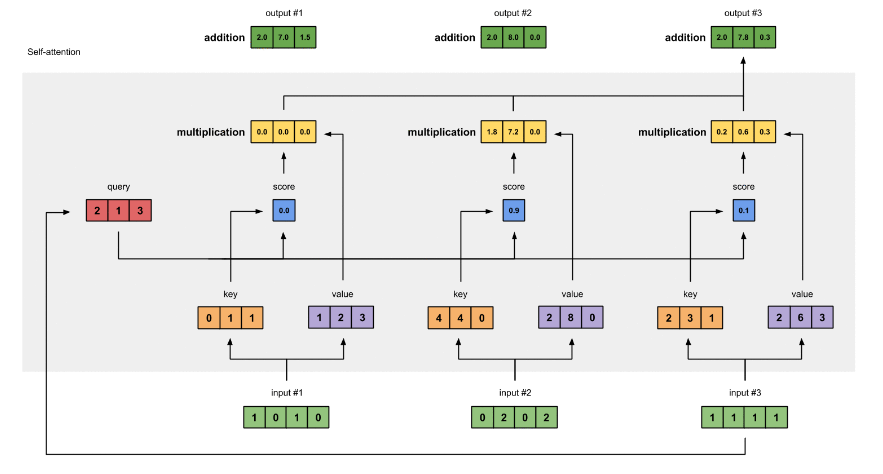 output #1 output #2 output #3
addition 2.0 7.0 1.5 addition 2.0 8.0 0.0 addition 2.0 7.8 0.3
Self-attention
multiplication 0.0 0.0 0.0 multiplication 1.8 7.2 0.0 multiplication 0.2 0.6 0.3
query score score score
2 1 3 0.0 0.9 0.1
key value key value key value
0 1 1 1 2 3 4 4 0 2 8 0 2 3 1 2 6 3
input #1 input #2 input #3
1 0 1 0 0 2 0 2 1 1 1 1